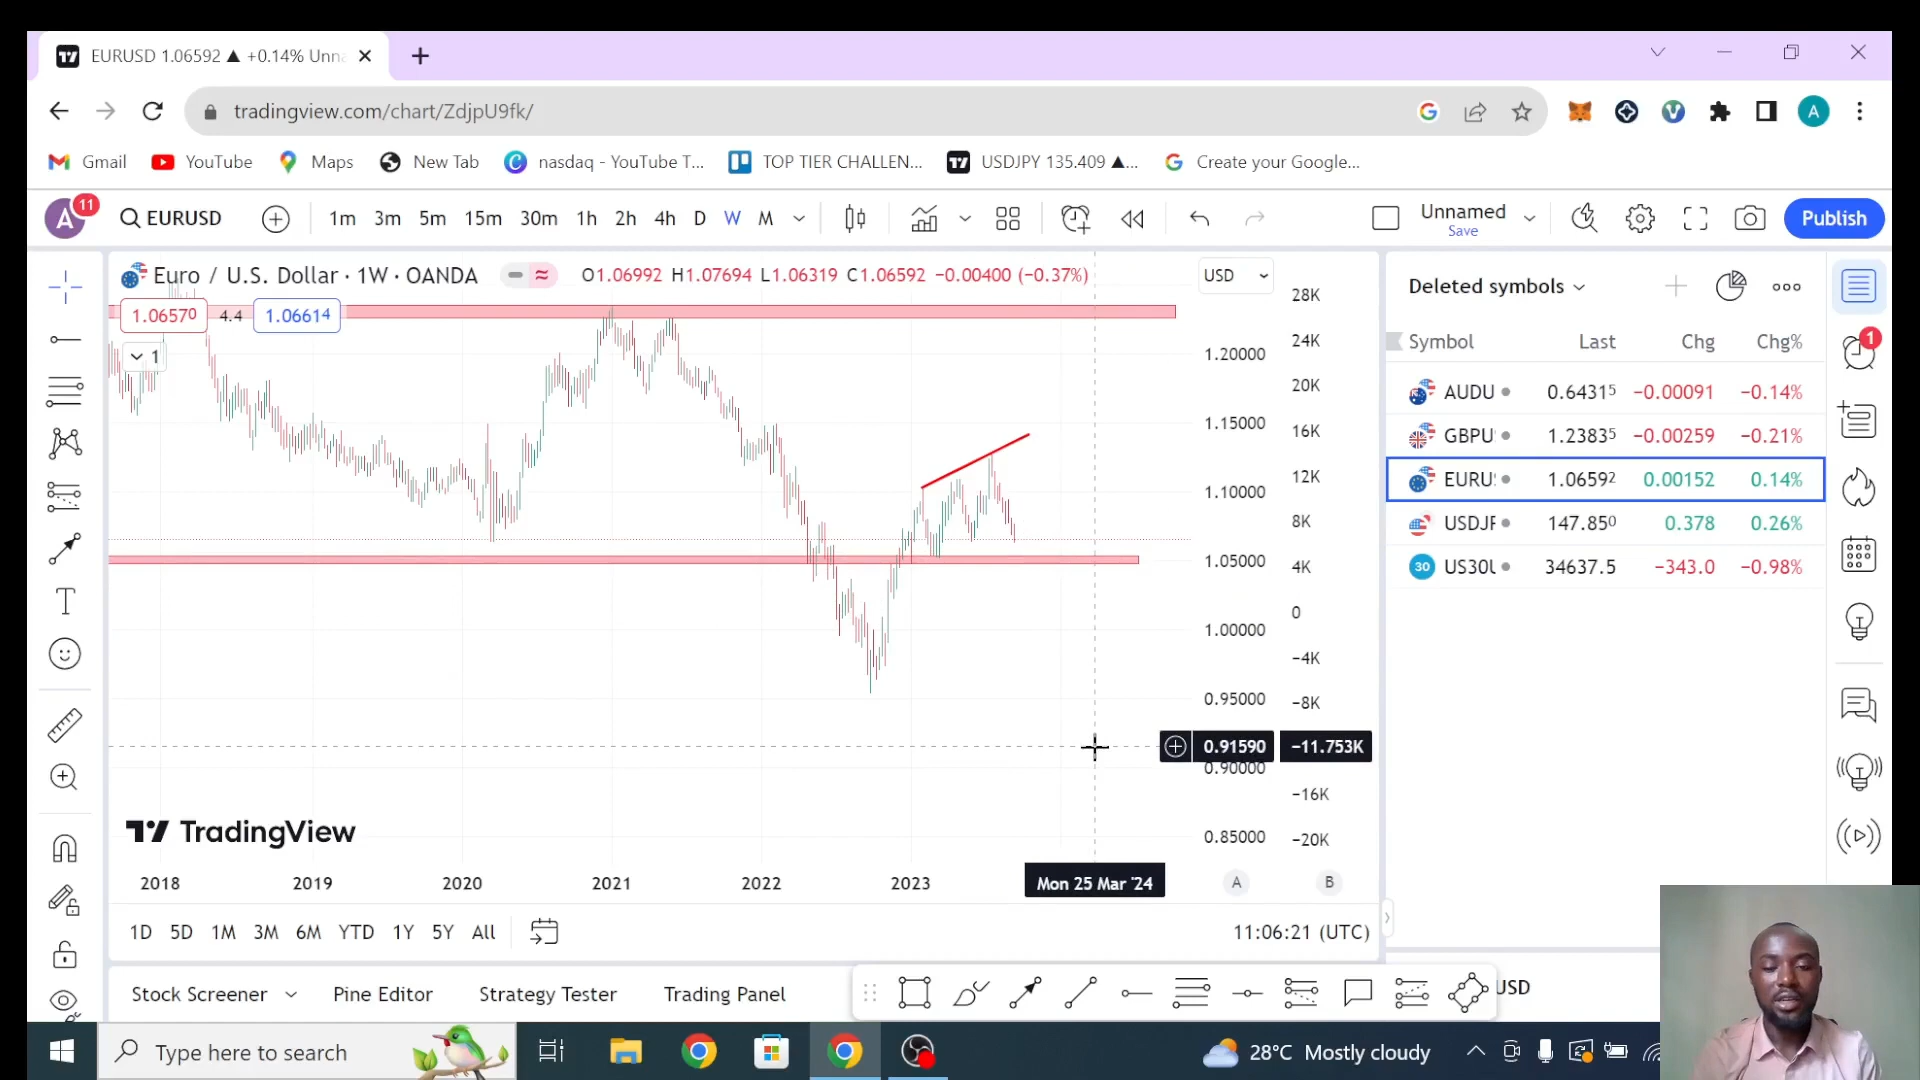 EURUSD 1.06592 ▲ +0.14% Unna
tradingview.com/chart/ZdjpU9fk/
Gmail YouTube Maps New Tab nasdaq - YouTube T... TOP TIER CHALLEN... USDJPY 135.409 ▲... Create your Google...
A 11 EURUSD 1m 3m 5m 15m 30m 1h 2h 4h D W M Unnamed Save Publish
Euro / U.S. Dollar · 1W · OANDA O1.06992 H1.07694 L1.06319 C1.06592 −0.00400 (−0.37%) USD
1.06570 4.4 1.06614
1
28K
24K
20K
16K
12K
8K
4K
0
−4K
−8K
−11.753K
−16K
−20K
1.20000
1.15000
1.10000
1.05000
1.00000
0.95000
0.91590
0.90000
0.85000
TradingView
2018 2019 2020 2021 2022 2023 Mon 25 Mar '24 A B
1D 5D 1M 3M 6M YTD 1Y 5Y All 11:06:21 (UTC)
Stock Screener Pine Editor Strategy Tester Trading Panel
Deleted symbols
Symbol Last Chg Chg%
AUDU 0.64315 −0.00091 −0.14%
GBPU 1.23835 −0.00259 −0.21%
EURU 1.06592 0.00152 0.14%
USDJP 147.850 0.378 0.26%
30 US30U 34637.5 −343.0 −0.98%
1
USD
Type here to search 28°C Mostly cloudy